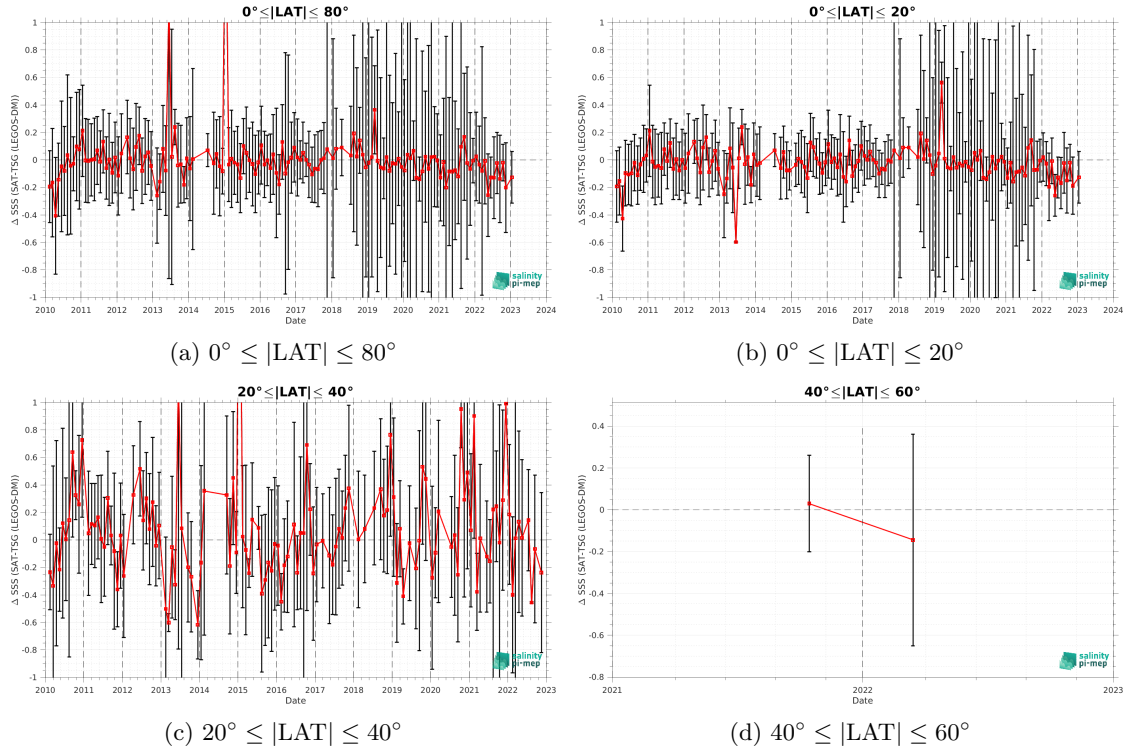 0°≤|LAT|≤ 80°
Δ SSS (SAT-TSG (LEGOS-DM))
1
0.8
0.6
0.4
0.2
0
-0.2
-0.4
-0.6
-0.8
-1
2010 2011 2012 2013 2014 2015 2016 2017 2018 2019 2020 2021 2022 2023 2024
Date
salinity
pi-mep
(a) 0° ≤ |LAT| ≤ 80°
0°≤|LAT|≤ 20°
Δ SSS (SAT-TSG (LEGOS-DM))
1
0.8
0.6
0.4
0.2
0
-0.2
-0.4
-0.6
-0.8
-1
2010 2011 2012 2013 2014 2015 2016 2017 2018 2019 2020 2021 2022 2023 2024
Date
salinity
pi-mep
(b) 0° ≤ |LAT| ≤ 20°
20°≤|LAT|≤ 40°
Δ SSS (SAT-TSG (LEGOS-DM))
1
0.8
0.6
0.4
0.2
0
-0.2
-0.4
-0.6
-0.8
-1
2010 2011 2012 2013 2014 2015 2016 2017 2018 2019 2020 2021 2022 2023
Date
salinity
pi-mep
(c) 20° ≤ |LAT| ≤ 40°
40°≤|LAT|≤ 60°
Δ SSS (SAT-TSG (LEGOS-DM))
0.4
0.2
0
-0.2
-0.4
-0.6
-0.8
2021 2022 2023
Date
salinity
pi-mep
(d) 40° ≤ |LAT| ≤ 60°